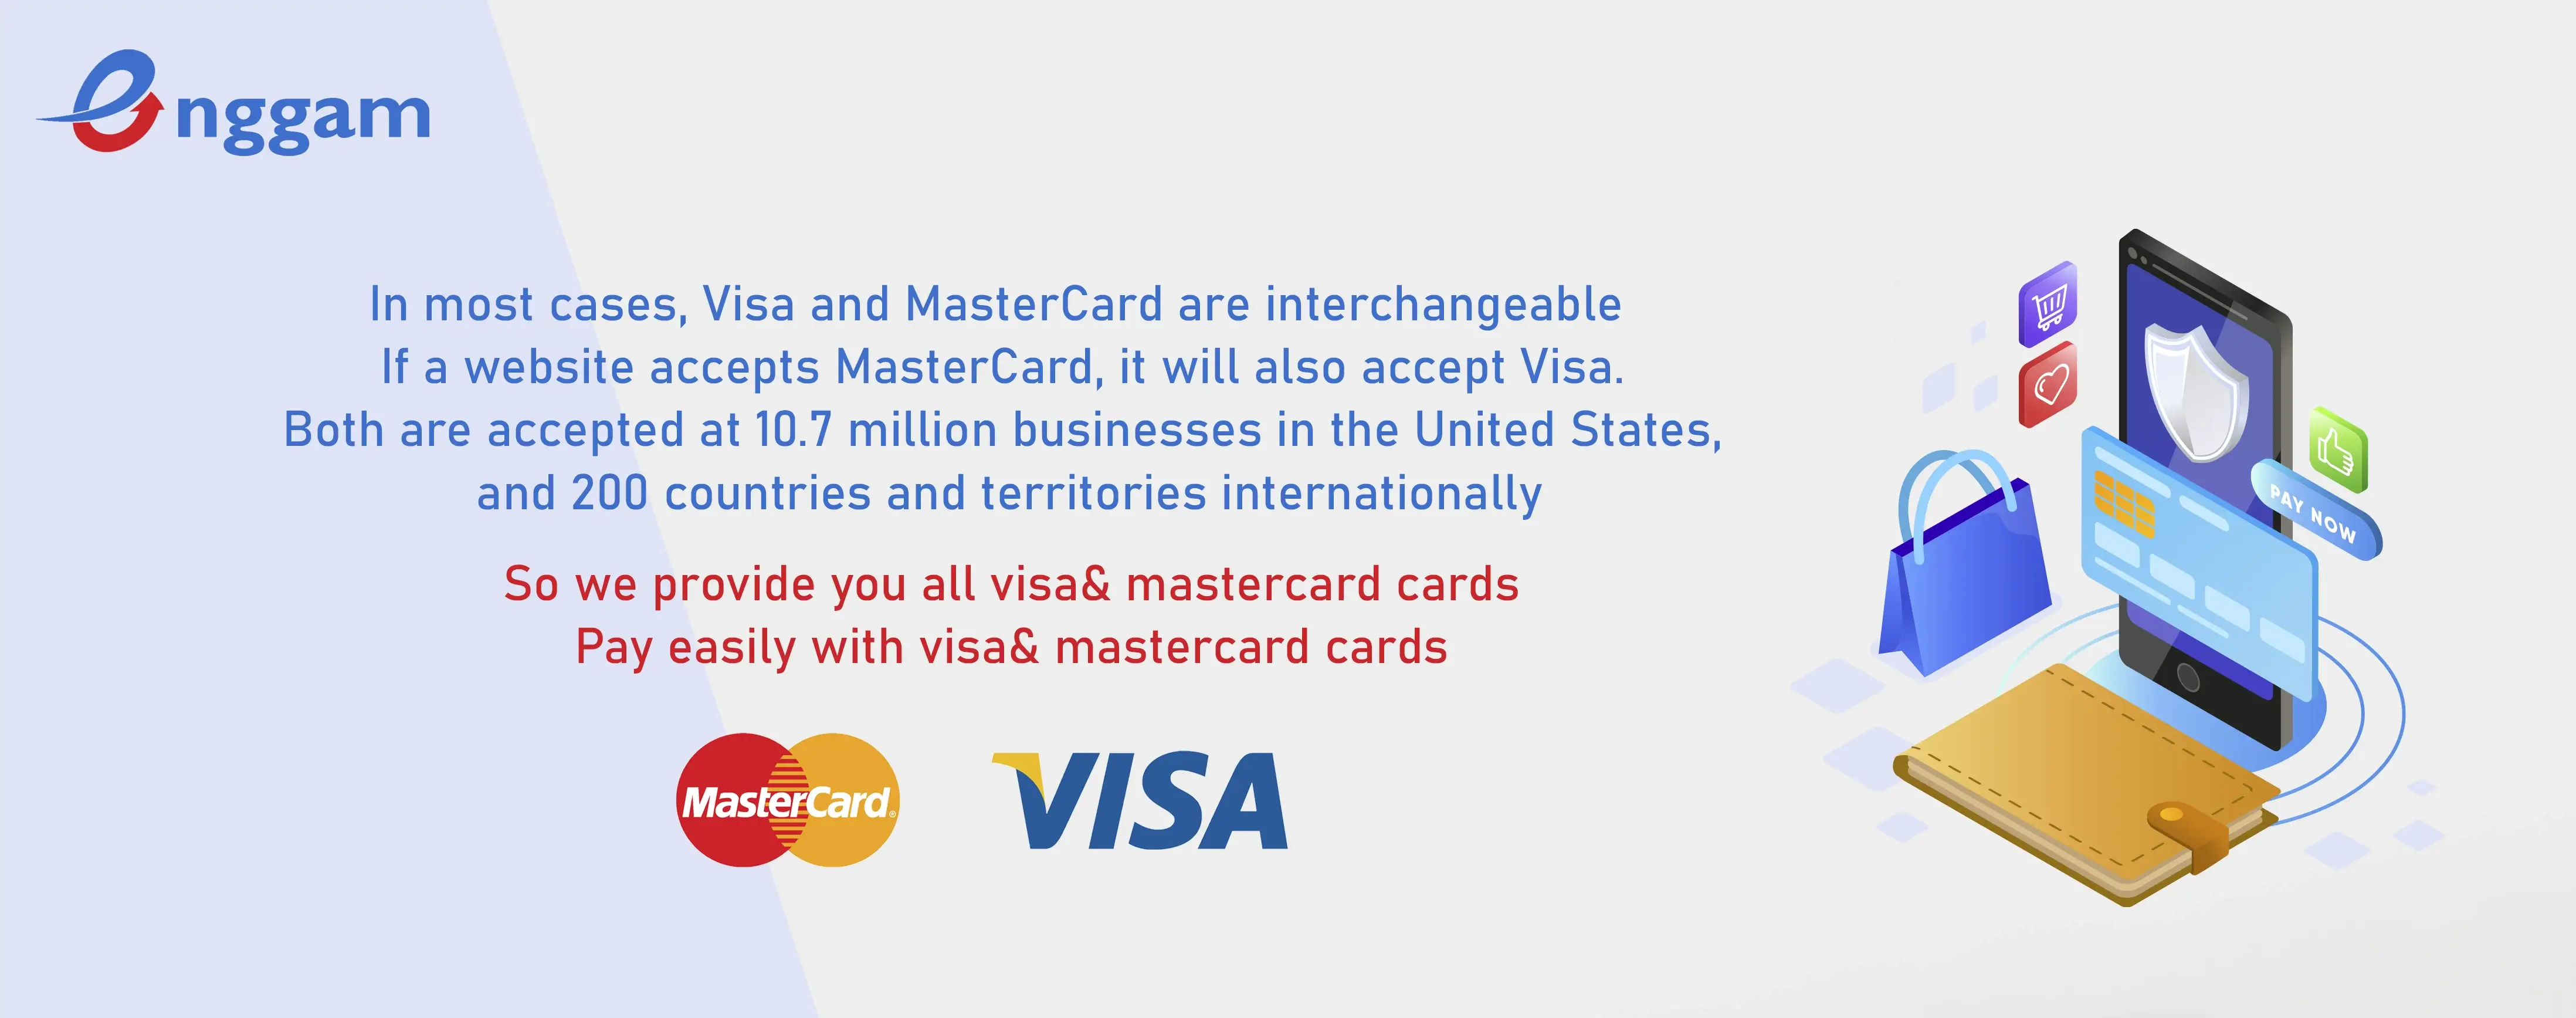 enggam
In most cases, Visa and MasterCard are interchangeable
If a website accepts MasterCard, it will also accept Visa.
Both are accepted at 10.7 million businesses in the United States,
and 200 countries and territories internationally
So we provide you all visa& mastercard cards
Pay easily with visa& mastercard cards
MasterCard®
VISA
PAY NOW